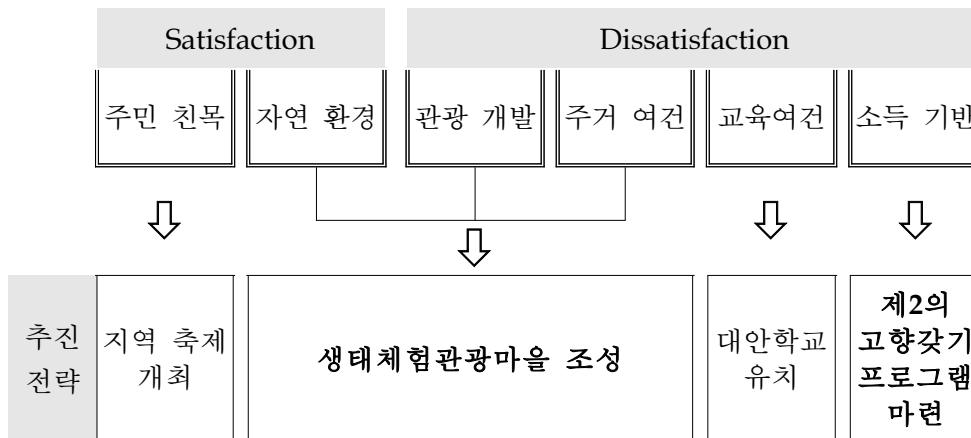 Satisfaction
Dissatisfaction
주민 친목
자연 환경
관광 개발
주거 여건
교육여건
소득 기반
추진
전략
지역 축제
개최
생태체험관광마을 조성
대안학교
유치
제2의
고향갖기
프로그램
마련